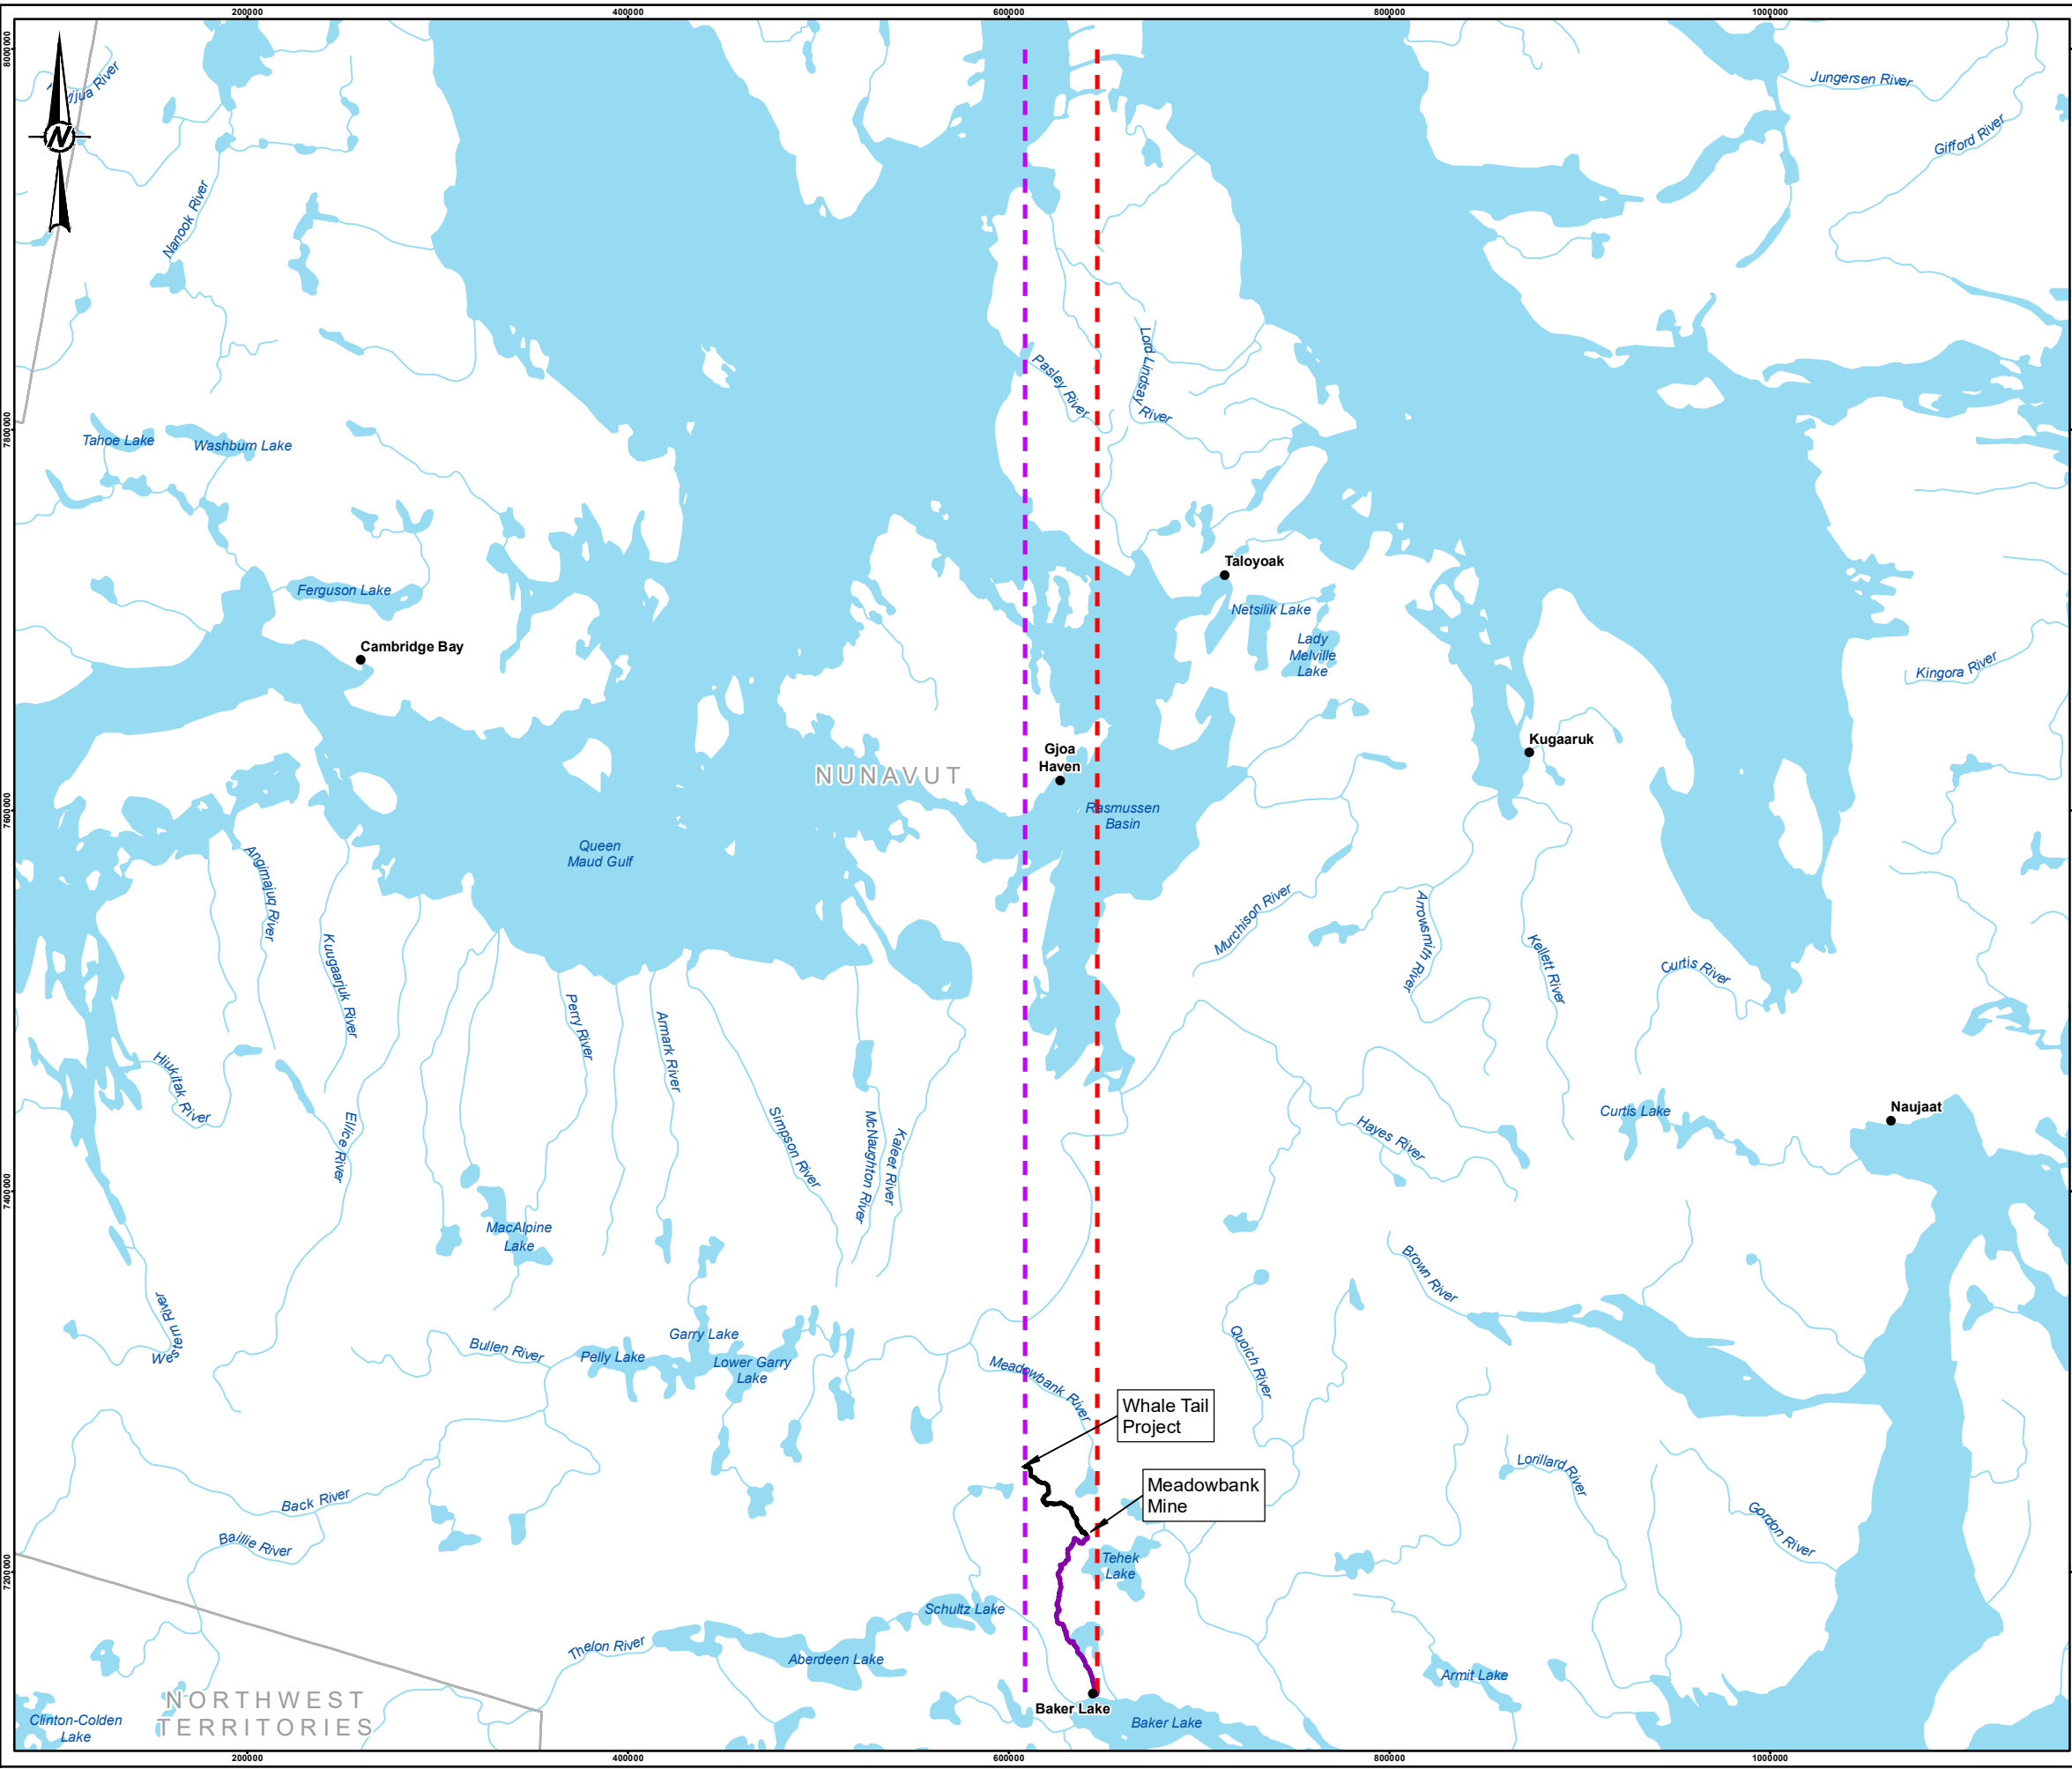 200000
400000
600000
800000
1000000
8000000
7800000
7600000
7400000
7200000
N
Jungersen River
Gifford River
Nanook River
Lord Lindsay
River
Pasley River
Tahoe Lake
Washburn Lake
Taloyoak
Ferguson Lake
Netsilik Lake
Lady
Melville
Lake
Cambridge Bay
Kingora River
Kugaaruk
Gjoa
Haven
NUNAVUT
Rasmussen
Basin
Queen
Maud Gulf
Angimajuq River
Kuugaarjuk River
Murchison River
Arrowsmith River
Kellett River
Curtis River
Perry River
Armark River
Hiukitak River
Ellice River
Simpson River
McNaughton River
Kaleet River
Hayes River
Curtis Lake
Naujaat
MacAlpine
Lake
Brown River
Western River
Bullen River
Pelly Lake
Garry Lake
Lower Garry
Lake
Meadowbank River
Quoich River
Whale Tail
Project
Meadowbank
Mine
Lorillard River
Gordon River
Back River
Baillie River
Tehek
Lake
Schultz Lake
Thelon River
Aberdeen Lake
Armit Lake
NORTHWEST
TERRITORIES
Clinton-Colden
Lake
Baker Lake
Baker Lake
200000
400000
600000
800000
1000000